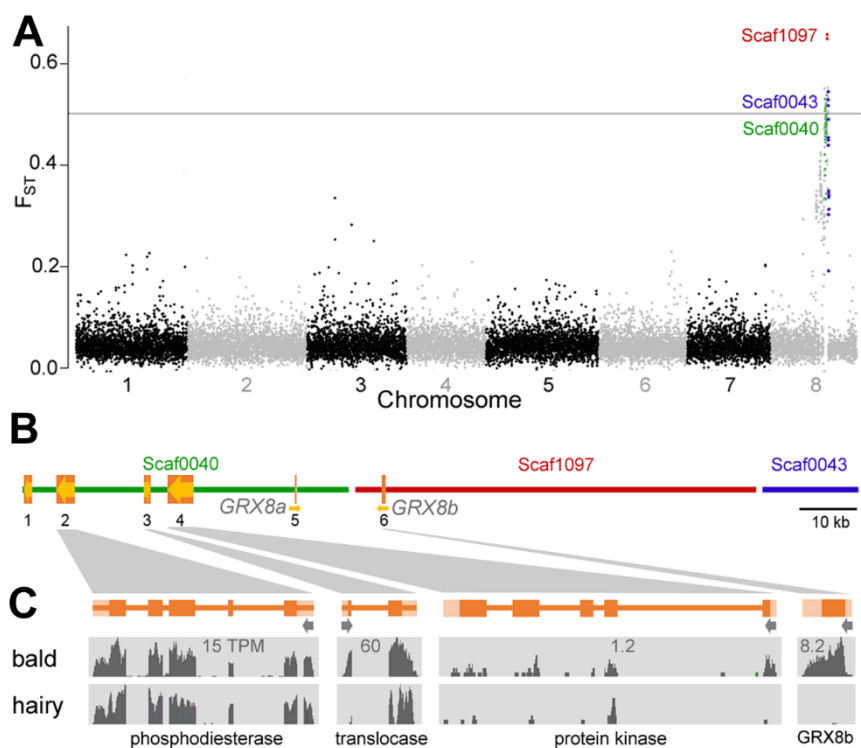 A
Scaf1097
0.6
Scaf0043
Scaf0040
0.4
FST
0.2
0.0
1 2 3 4 5 6 7 8
Chromosome
B
Scaf0040 Scaf1097 Scaf0043
GRX8a GRX8b
1 2 3 4 5 6 10 kb
C
bald 15 TPM 60 1.2 8.2
hairy
phosphodiesterase translocase protein kinase GRX8b